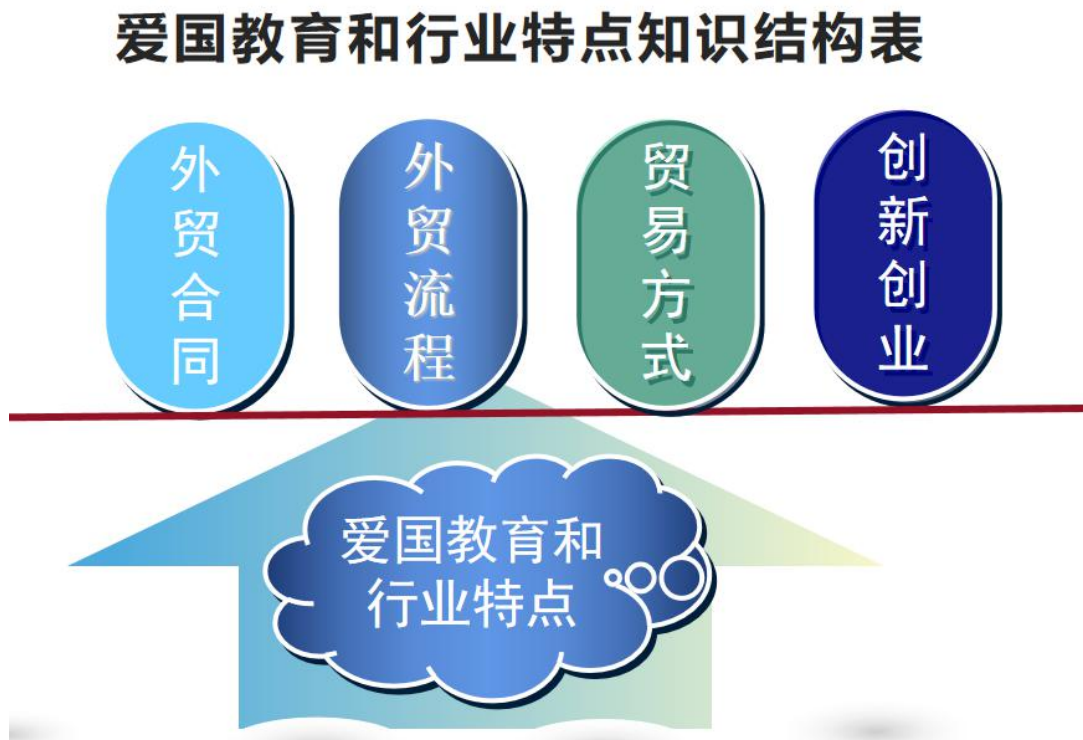 爱国教育和行业特点知识结构表
外贸合同
外贸流程
贸易方式
创新创业
爱国教育和
行业特点